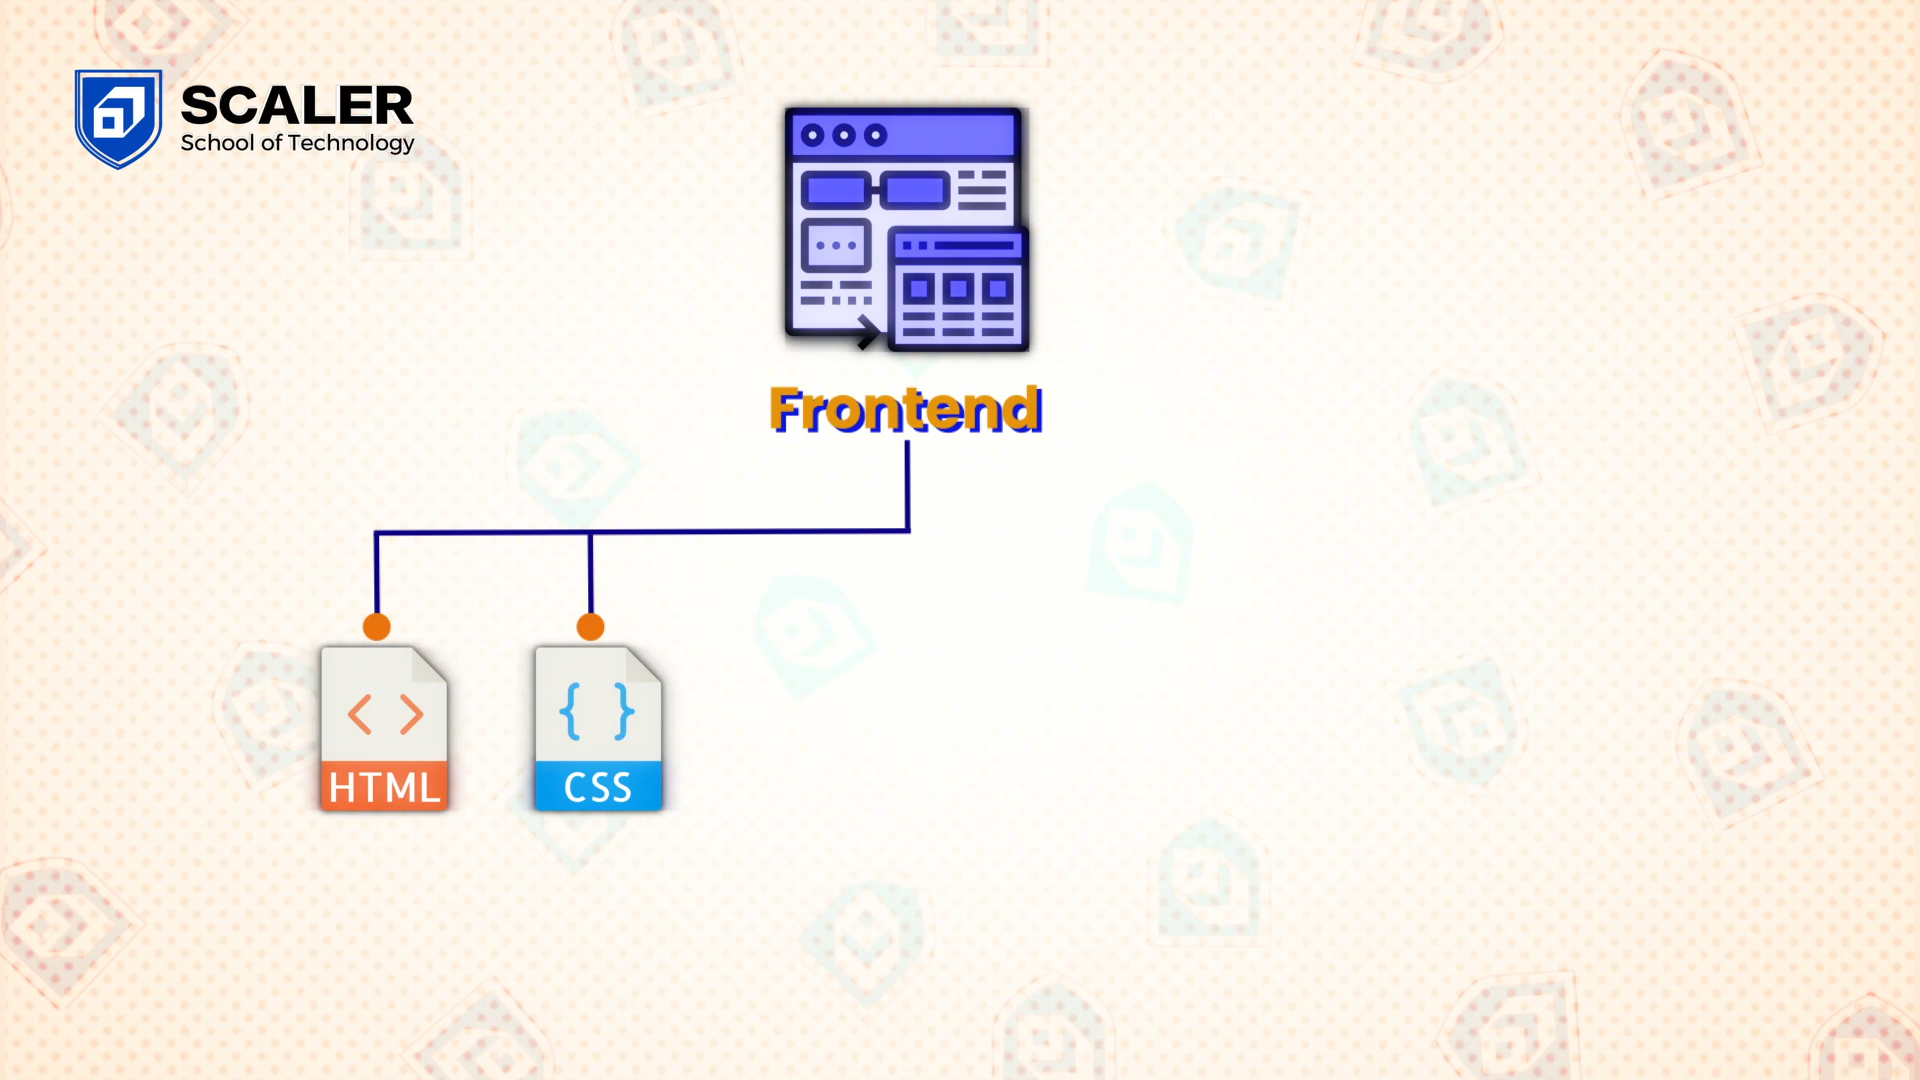 SCALER
School of Technology
Frontend
< >
{ }
HTML
CSS